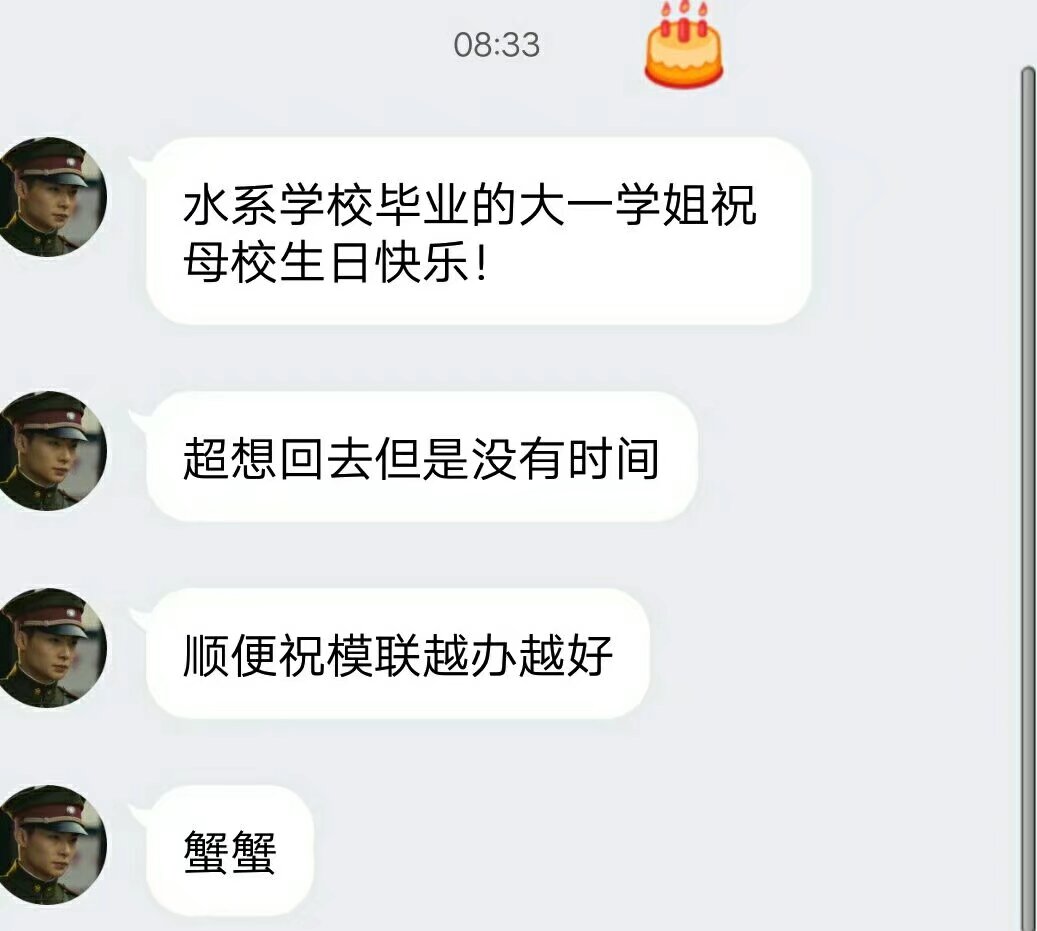 08:33
水系学校毕业的大一学姐祝
母校生日快乐!
超想回去但是没有时间
顺便祝模联越办越好
蟹蟹